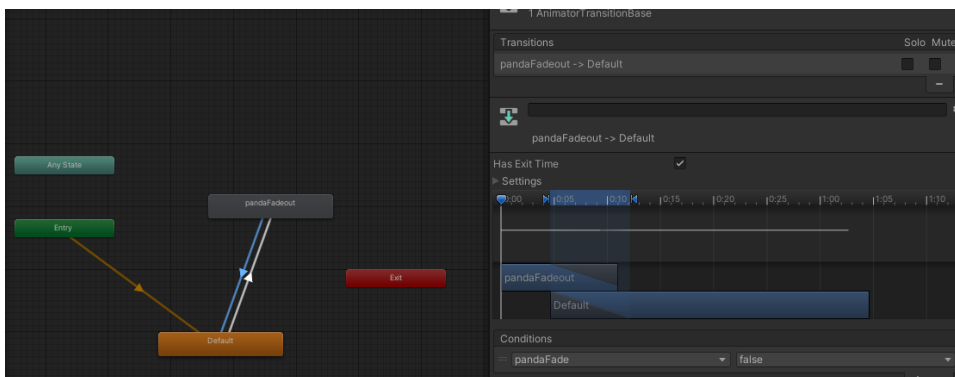 1 AnimatorTransitionBase
Transitions
Solo
Mute
pandaFadeout -> Default
pandaFadeout -> Default
Has Exit Time
Settings
0:00
0:05
0:10
0:15
0:20
0:25
1:00
1:05
1:10
pandaFadeout
Default
Conditions
pandaFade
false
Any State
pandaFadeout
Entry
Exit
Default